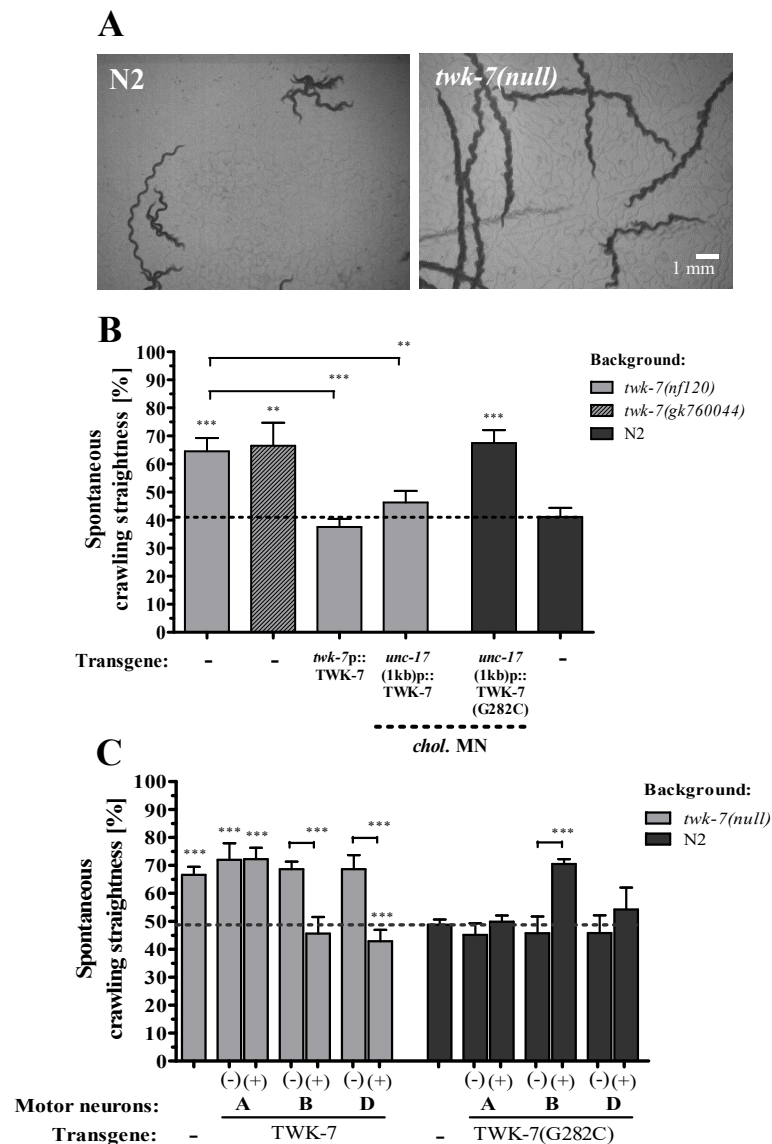 A
N2
twk-7(null)
1 mm
B
Spontaneous
crawling straightness [%]
100
90
80
70
60
50
40
30
20
10
0
***
**
***
**
***
Background:
twk-7(nf120)
twk-7(gk760044)
N2
Transgene:
-
-
twk-7p::
TWK-7
unc-17
(1kb)p::
TWK-7
unc-17
(1kb)p::
TWK-7
(G282C)
-
chol. MN
C
Spontaneous
crawling straightness [%]
100
90
80
70
60
50
40
30
20
10
0
***
***
***
***
***
***
***
Background:
twk-7(null)
N2
(-) (+) (-) (+) (-) (+) (-) (+) (-) (+) (-) (+)
Motor neurons: A B D A B D
Transgene: - TWK-7 - TWK-7(G282C)